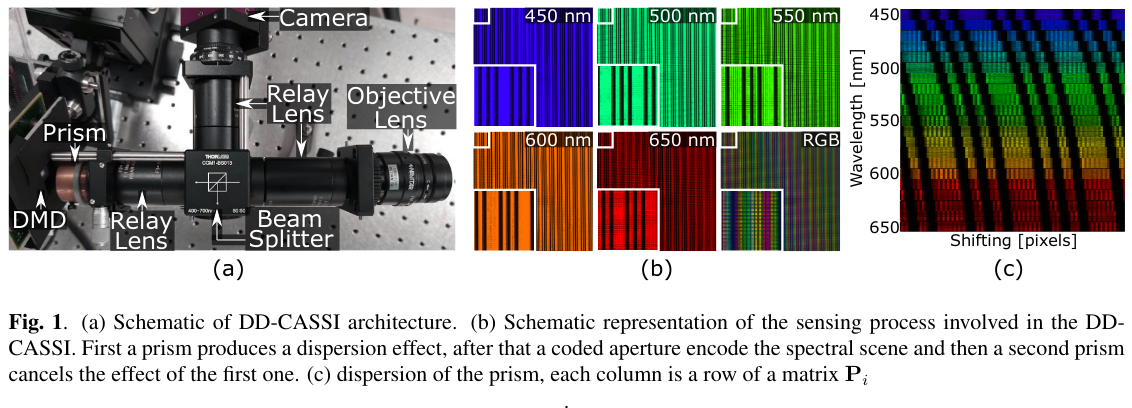 Camera
Relay
Lens
Objective
Lens
Prism
THORLABS
CCM1-BS013
400-700nm
DMD
Relay
Lens
Beam
Splitter
(a)
450 nm
500 nm
550 nm
600 nm
650 nm
RGB
(b)
Wavelength [nm]
450
500
550
600
650
Shifting [pixels]
(c)
Fig. 1. (a) Schematic of DD-CASSI architecture. (b) Schematic representation of the sensing process involved in the DD-
CASSI. First a prism produces a dispersion effect, after that a coded aperture encode the spectral scene and then a second prism
cancels the effect of the first one. (c) dispersion of the prism, each column is a row of a matrix P_i